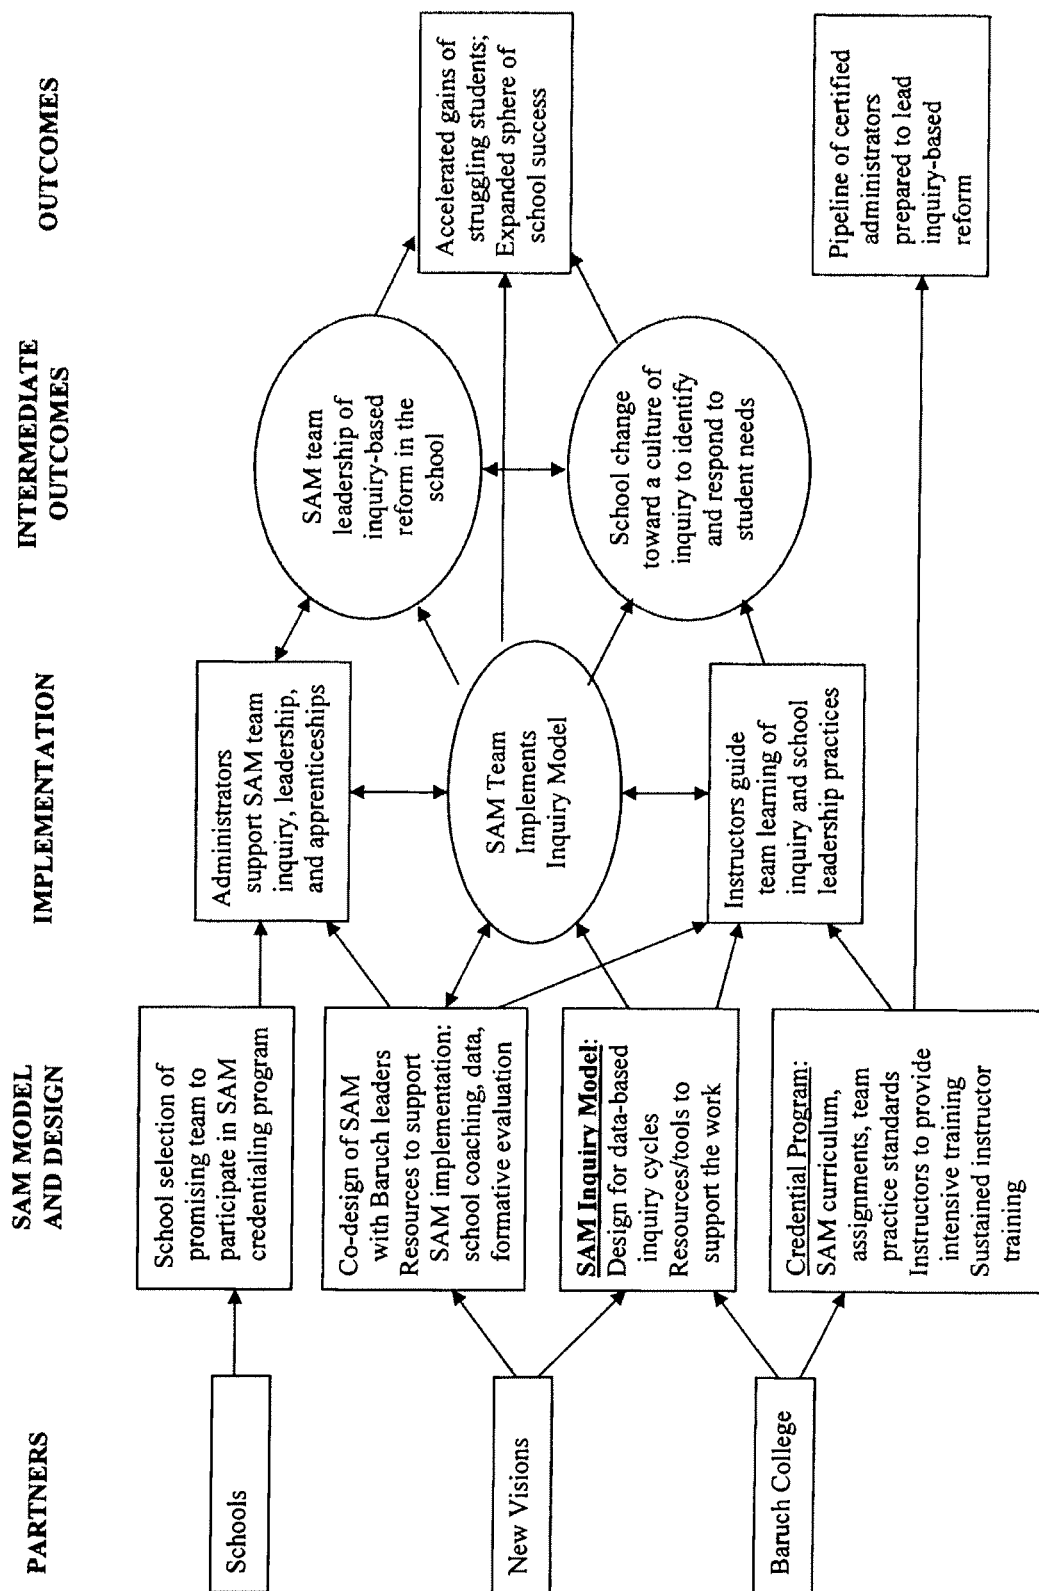 PARTNERS
SAM MODEL
AND DESIGN
IMPLEMENTATION
INTERMEDIATE
OUTCOMES
OUTCOMES
Schools
New Visions
Baruch College
School selection of
promising team to
participate in SAM
credentialing program
Co-design of SAM
with Baruch leaders
Resources to support
SAM implementation:
school coaching, data,
formative evaluation
SAM Inquiry Model:
Design for data-based
inquiry cycles
Resources/tools to
support the work
Credential Program:
SAM curriculum,
assignments, team
practice standards
Instructors to provide
intensive training
Sustained instructor
training
Administrators
support SAM team
inquiry, leadership,
and apprenticeships
SAM Team
Implements
Inquiry Model
Instructors guide
team learning of
inquiry and school
leadership practices
SAM team
leadership of
inquiry-based
reform in the
school
School change
toward a culture of
inquiry to identify
and respond to
student needs
Accelerated gains of
struggling students;
Expanded sphere of
school success
Pipeline of certified
administrators
prepared to lead
inquiry-based
reform